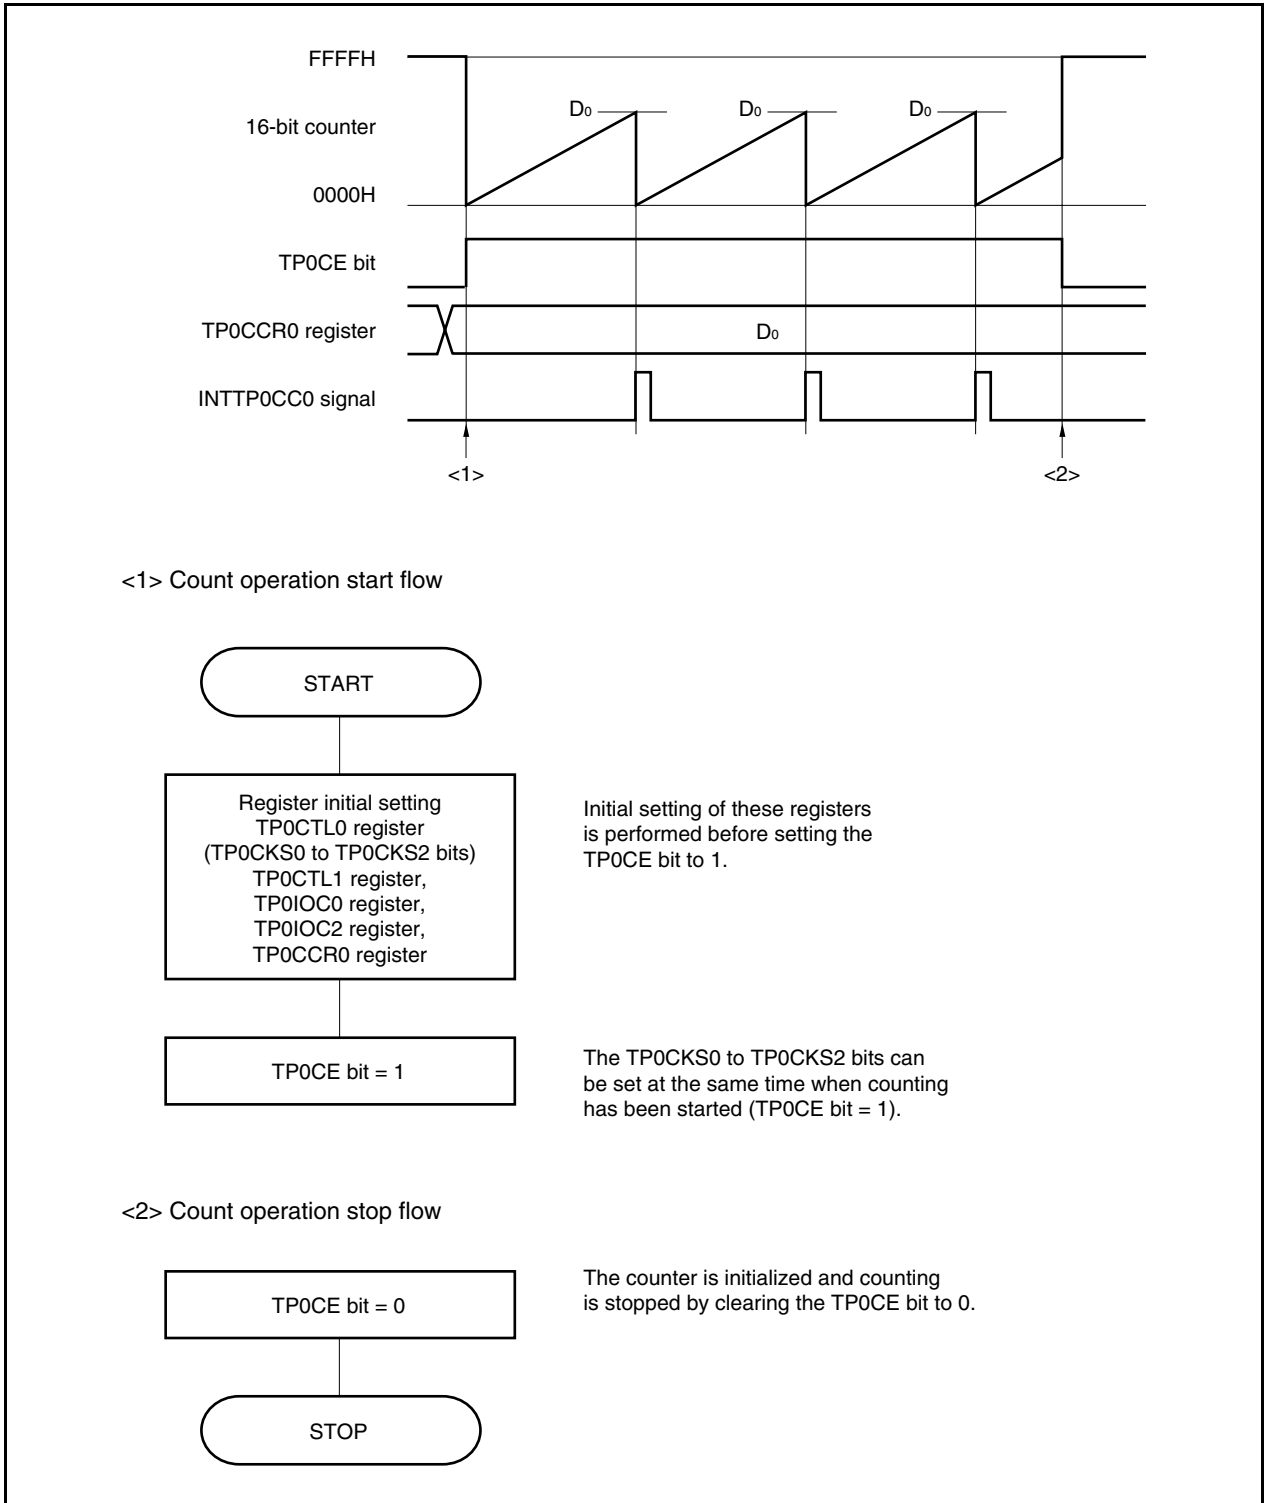 FFFFH
D0 D0 D0
16-bit counter
0000H
TP0CE bit
TP0CCR0 register D0
INTTP0CC0 signal
<1> <2>
<1> Count operation start flow
START
Register initial setting
TP0CTL0 register
(TP0CKS0 to TP0CKS2 bits)
TP0CTL1 register,
TP0IOC0 register,
TP0IOC2 register,
TP0CCR0 register
Initial setting of these registers
is performed before setting the
TP0CE bit to 1.
TP0CE bit = 1
The TP0CKS0 to TP0CKS2 bits can
be set at the same time when counting
has been started (TP0CE bit = 1).
<2> Count operation stop flow
TP0CE bit = 0
The counter is initialized and counting
is stopped by clearing the TP0CE bit to 0.
STOP